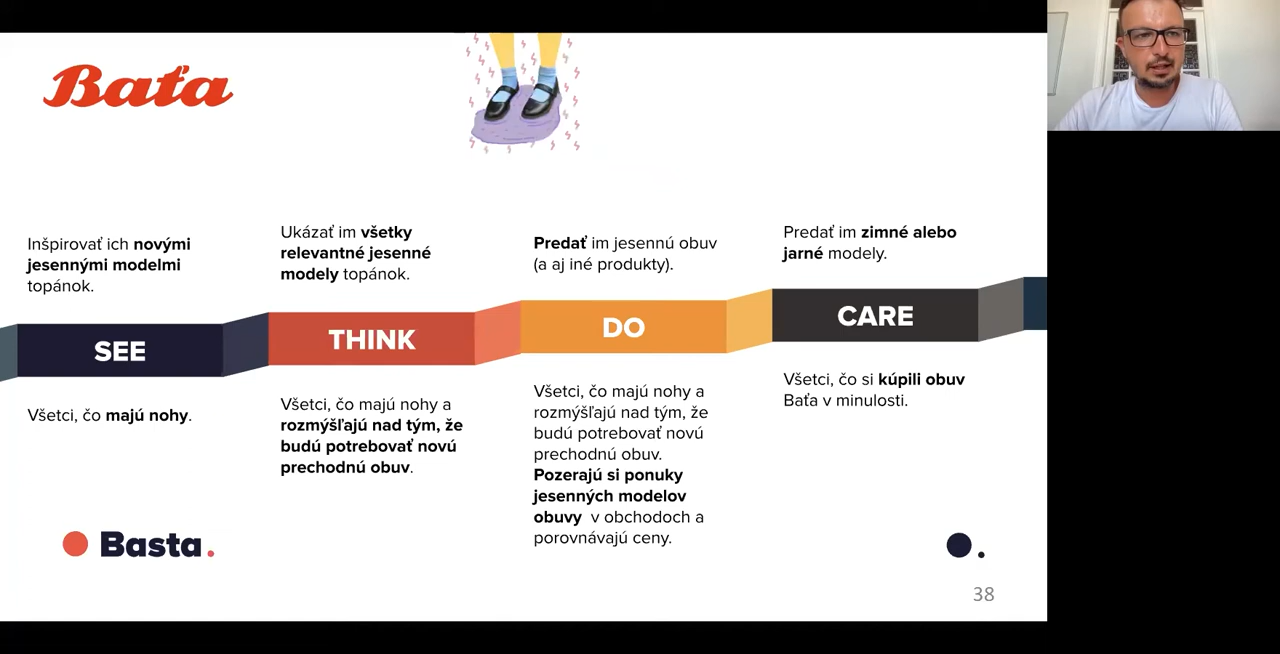 Baťa
Inšpirovať ich novými
jesennými modelmi
topánok.
Ukázať im všetky
relevantné jesenné
modely topánok.
Predať im jesennú obuv
(a aj iné produkty).
Predať im zimné alebo
jarné modely.
SEE
THINK
DO
CARE
Všetci, čo majú nohy.
Všetci, čo majú nohy a
rozmýšľajú nad tým, že
budú potrebovať novú
prechodnú obuv.
Všetci, čo majú nohy a
rozmýšľajú nad tým, že
budú potrebovať novú
prechodnú obuv.
Pozerajú si ponuky
jesenných modelov
obuvy v obchodoch a
porovnávajú ceny.
Všetci, čo si kúpili obuv
Baťa v minulosti.
Basta.
38